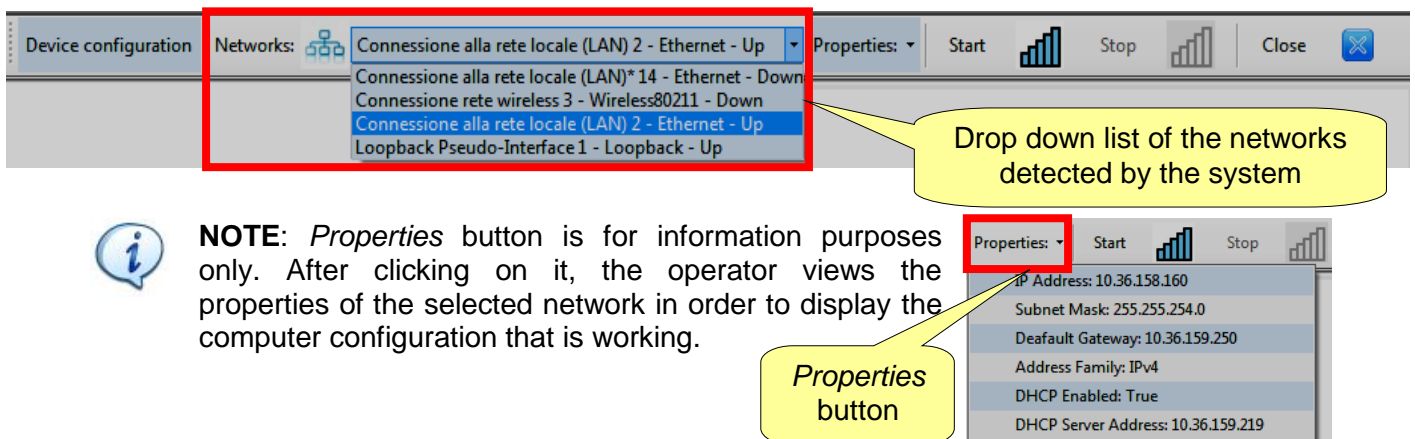 Device configuration Networks: Connessione alla rete locale (LAN) 2 - Ethernet - Up Properties: Start Stop Close
Connessione alla rete locale (LAN)* 14 - Ethernet - Down
Connessione rete wireless 3 - Wireless80211 - Down
Connessione alla rete locale (LAN) 2 - Ethernet - Up
Loopback Pseudo-Interface 1 - Loopback - Up
Drop down list of the networks
detected by the system
NOTE: Properties button is for information purposes
only. After clicking on it, the operator views the
properties of the selected network in order to display the
computer configuration that is working.
Properties: Start Stop
IP Address: 10.36.158.160
Subnet Mask: 255.255.254.0
Deafault Gateway: 10.36.159.250
Address Family: IPv4
DHCP Enabled: True
DHCP Server Address: 10.36.159.219
Properties
button